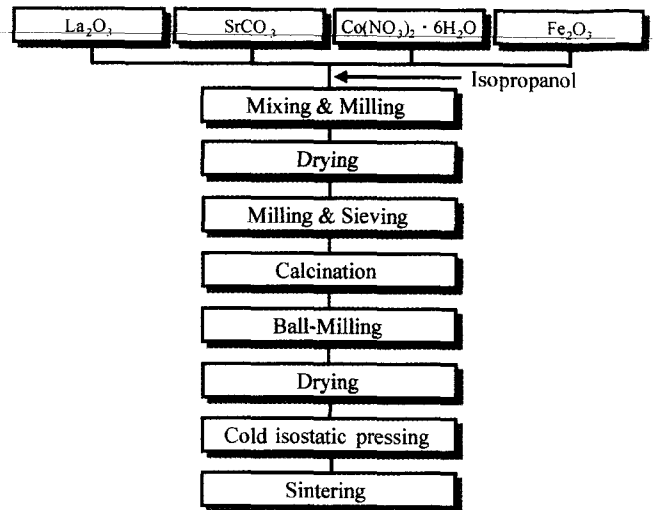 La₂O₃
SrCO₃
Co(NO₃)₂ · 6H₂O
Fe₂O₃
Isopropanol
Mixing & Milling
Drying
Milling & Sieving
Calcination
Ball-Milling
Drying
Cold isostatic pressing
Sintering